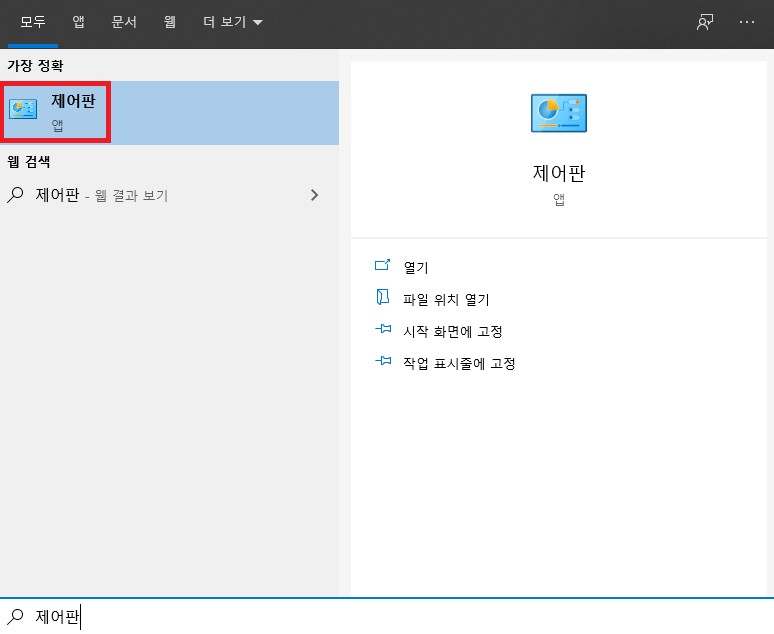 모두 앱 문서 웹 더 보기
가장 정확
제어판
앱
웹 검색
제어판 - 웹 결과 보기
제어판
앱
열기
파일 위치 열기
시작 화면에 고정
작업 표시줄에 고정
제어판